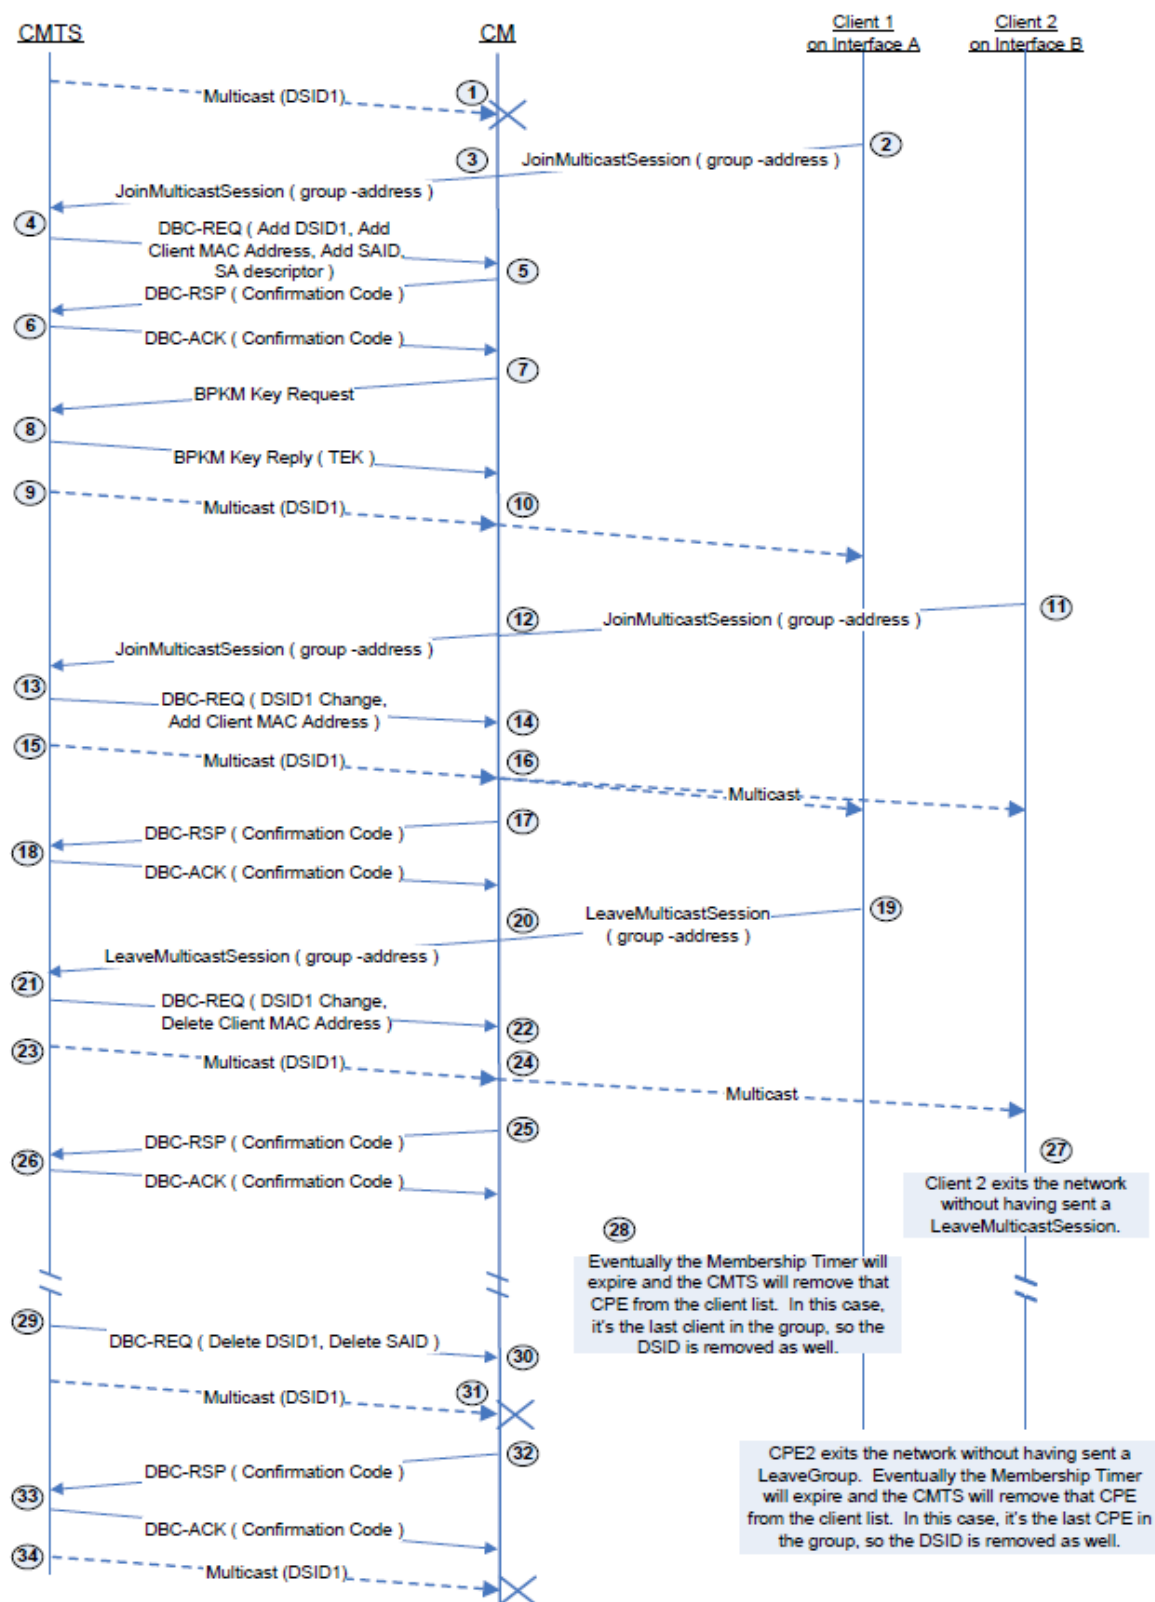 CMTS
CM
Client 1
on Interface A
Client 2
on Interface B
1
Multicast (DSID1)
2
3
JoinMulticastSession ( group -address )
JoinMulticastSession ( group -address )
4
DBC-REQ ( Add DSID1, Add
Client MAC Address, Add SAID,
SA descriptor )
5
DBC-RSP ( Confirmation Code )
6
DBC-ACK ( Confirmation Code )
7
BPKM Key Request
8
BPKM Key Reply ( TEK )
9
Multicast (DSID1)
10
11
12
JoinMulticastSession ( group -address )
JoinMulticastSession ( group -address )
13
DBC-REQ ( DSID1 Change,
Add Client MAC Address )
14
15
Multicast (DSID1)
16
Multicast
17
DBC-RSP ( Confirmation Code )
18
DBC-ACK ( Confirmation Code )
19
20
LeaveMulticastSession
( group -address )
LeaveMulticastSession ( group -address )
21
DBC-REQ ( DSID1 Change,
Delete Client MAC Address )
22
23
Multicast (DSID1)
24
Multicast
25
DBC-RSP ( Confirmation Code )
26
DBC-ACK ( Confirmation Code )
27
Client 2 exits the network
without having sent a
LeaveMulticastSession.
28
Eventually the Membership Timer will
expire and the CMTS will remove that
CPE from the client list. In this case,
it's the last client in the group, so the
DSID is removed as well.
29
DBC-REQ ( Delete DSID1, Delete SAID )
30
31
Multicast (DSID1)
32
DBC-RSP ( Confirmation Code )
33
DBC-ACK ( Confirmation Code )
34
Multicast (DSID1)
CPE2 exits the network without having sent a
LeaveGroup. Eventually the Membership Timer
will expire and the CMTS will remove that CPE
from the client list. In this case, it's the last CPE in
the group, so the DSID is removed as well.